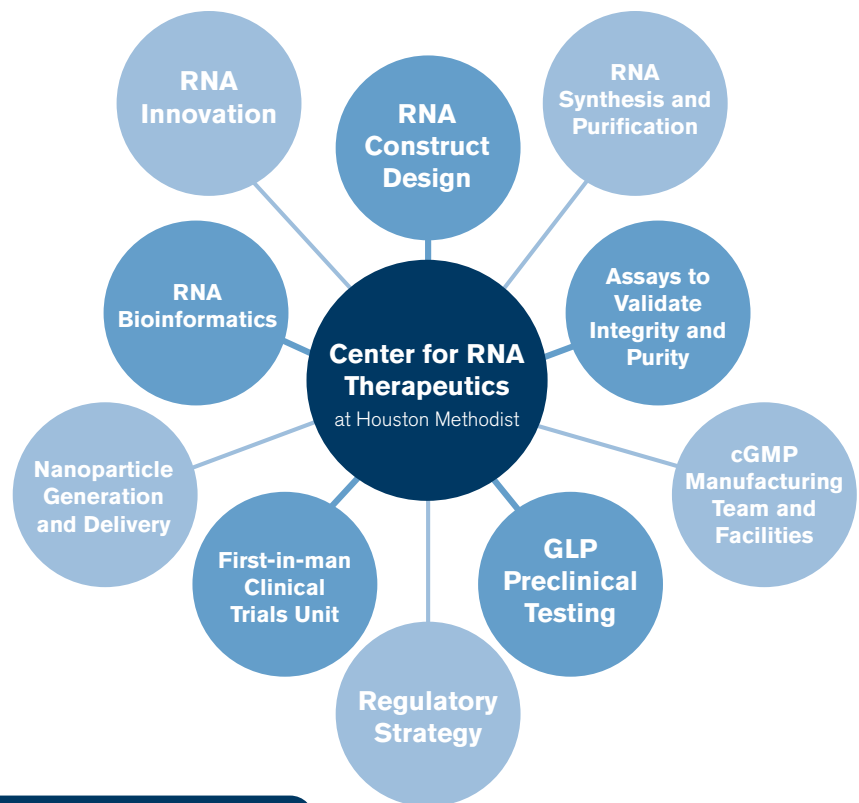 RNA
Innovation
RNA
Construct
Design
RNA
Synthesis and
Purification
RNA
Bioinformatics
Assays to
Validate
Integrity and
Purity
Center for RNA
Therapeutics
at Houston Methodist
Nanoparticle
Generation
and Delivery
cGMP
Manufacturing
Team and
Facilities
First-in-man
Clinical
Trials Unit
GLP
Preclinical
Testing
Regulatory
Strategy